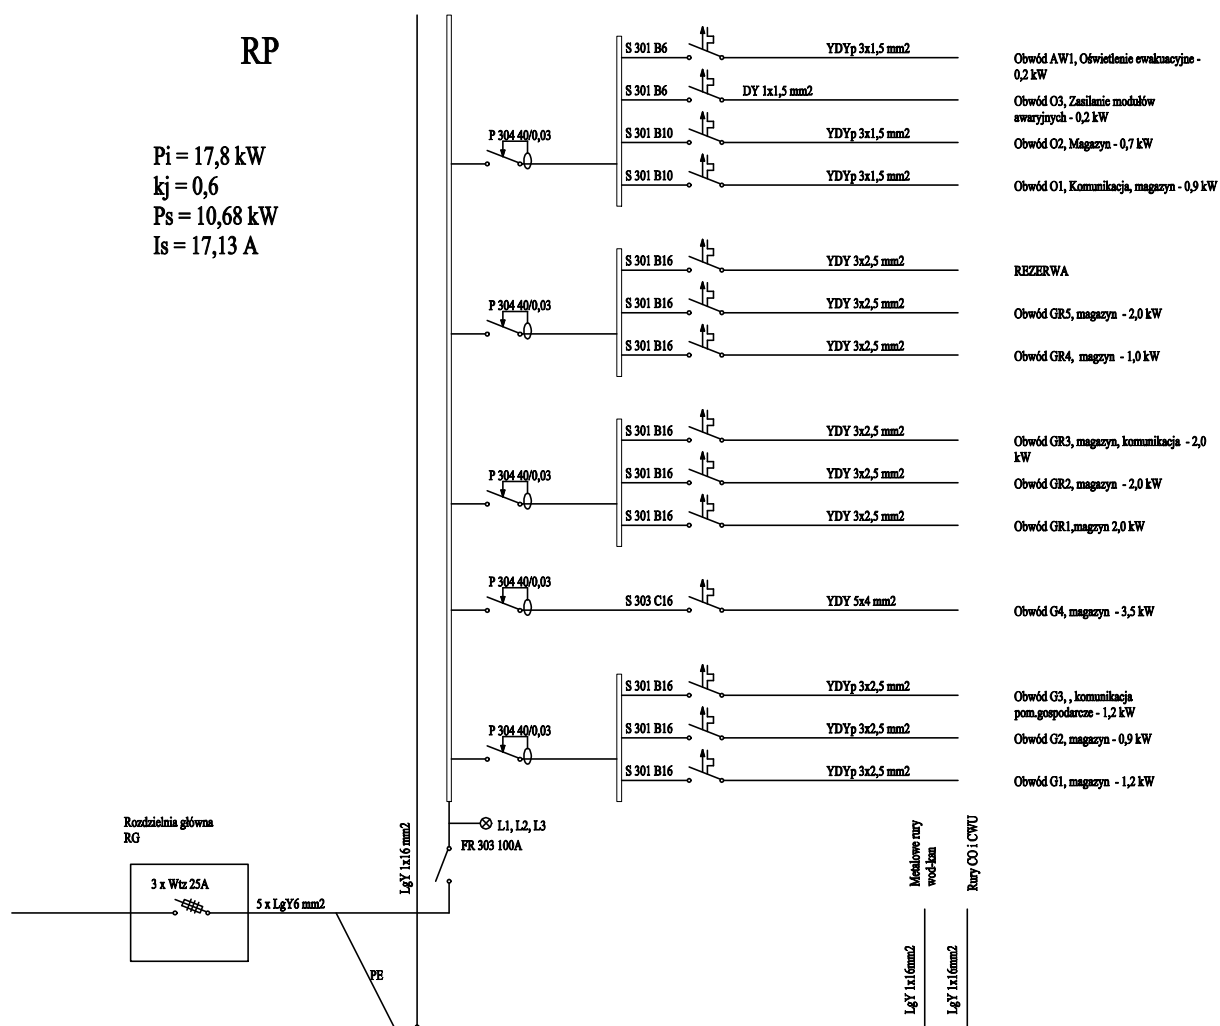 RP
Pi = 17,8 kW
kj = 0,6
Ps = 10,68 kW
Is = 17,13 A
P 304 40/0,03
S 301 B6
YDYp 3x1,5 mm2
Obwód AW1, Oświetlenie ewakuacyjne -
0,2 kW
S 301 B6
DY 1x1,5 mm2
Obwód O3, Zasilanie modułów
awaryjnych - 0,2 kW
S 301 B10
YDYp 3x1,5 mm2
Obwód O2, Magazyn - 0,7 kW
S 301 B10
YDYp 3x1,5 mm2
Obwód O1, Komunikacja, magazyn - 0,9 kW
P 304 40/0,03
S 301 B16
YDY 3x2,5 mm2
REZERWA
S 301 B16
YDY 3x2,5 mm2
Obwód GR5, magazyn - 2,0 kW
S 301 B16
YDY 3x2,5 mm2
Obwód GR4, magzyn - 1,0 kW
P 304 40/0,03
S 301 B16
YDY 3x2,5 mm2
Obwód GR3, magazyn, komunikacja - 2,0
kW
S 301 B16
YDY 3x2,5 mm2
Obwód GR2, magazyn - 2,0 kW
S 301 B16
YDY 3x2,5 mm2
Obwód GR1,magzyn 2,0 kW
P 304 40/0,03
S 303 C16
YDY 5x4 mm2
Obwód G4, magazyn - 3,5 kW
P 304 40/0,03
S 301 B16
YDYp 3x2,5 mm2
Obwód G3, , komunikacja
pom.gospodarcze - 1,2 kW
S 301 B16
YDYp 3x2,5 mm2
Obwód G2, magazyn - 0,9 kW
S 301 B16
YDYp 3x2,5 mm2
Obwód G1, magazyn - 1,2 kW
L1, L2, L3
FR 303 100A
LgY 1x16 mm2
Rozdzielnia główna
RG
3 x Wtz 25A
5 x LgY6 mm2
PE
Metalowe rury
wod-kan
Rury CO i CWU
LgY 1x16mm2
LgY 1x16mm2